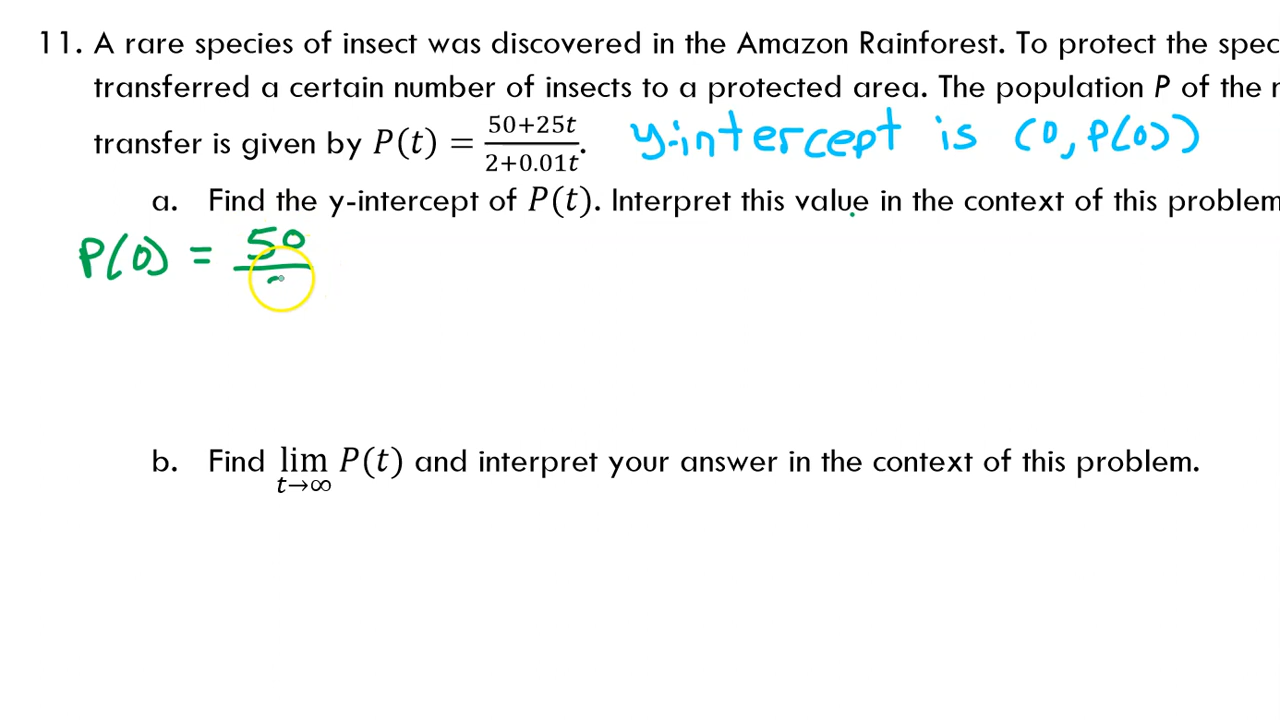 11. A rare species of insect was discovered in the Amazon Rainforest. To protect the spec
transferred a certain number of insects to a protected area. The population P of the r
transfer is given by P(t) = (50+25t)/(2+0.01t). y-intercept is (0, P(0))
a. Find the y-intercept of P(t). Interpret this value in the context of this problem
P(0) = 50
b. Find lim t→∞ P(t) and interpret your answer in the context of this problem.